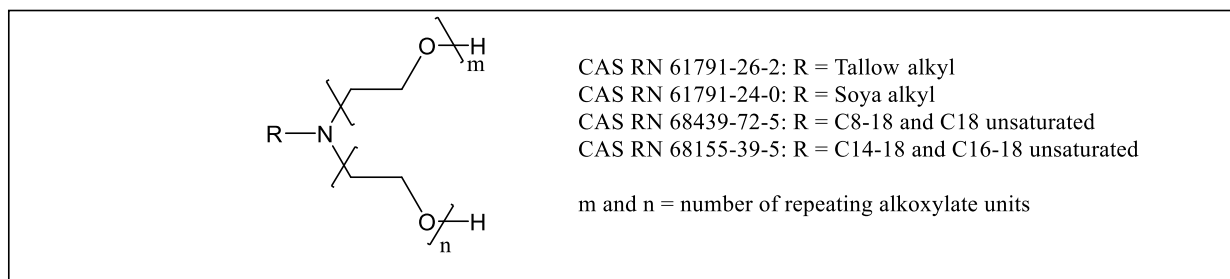 O
H
m
R
N
O
H
n
CAS RN 61791-26-2: R = Tallow alkyl
CAS RN 61791-24-0: R = Soya alkyl
CAS RN 68439-72-5: R = C8-18 and C18 unsaturated
CAS RN 68155-39-5: R = C14-18 and C16-18 unsaturated
m and n = number of repeating alkoxylate units